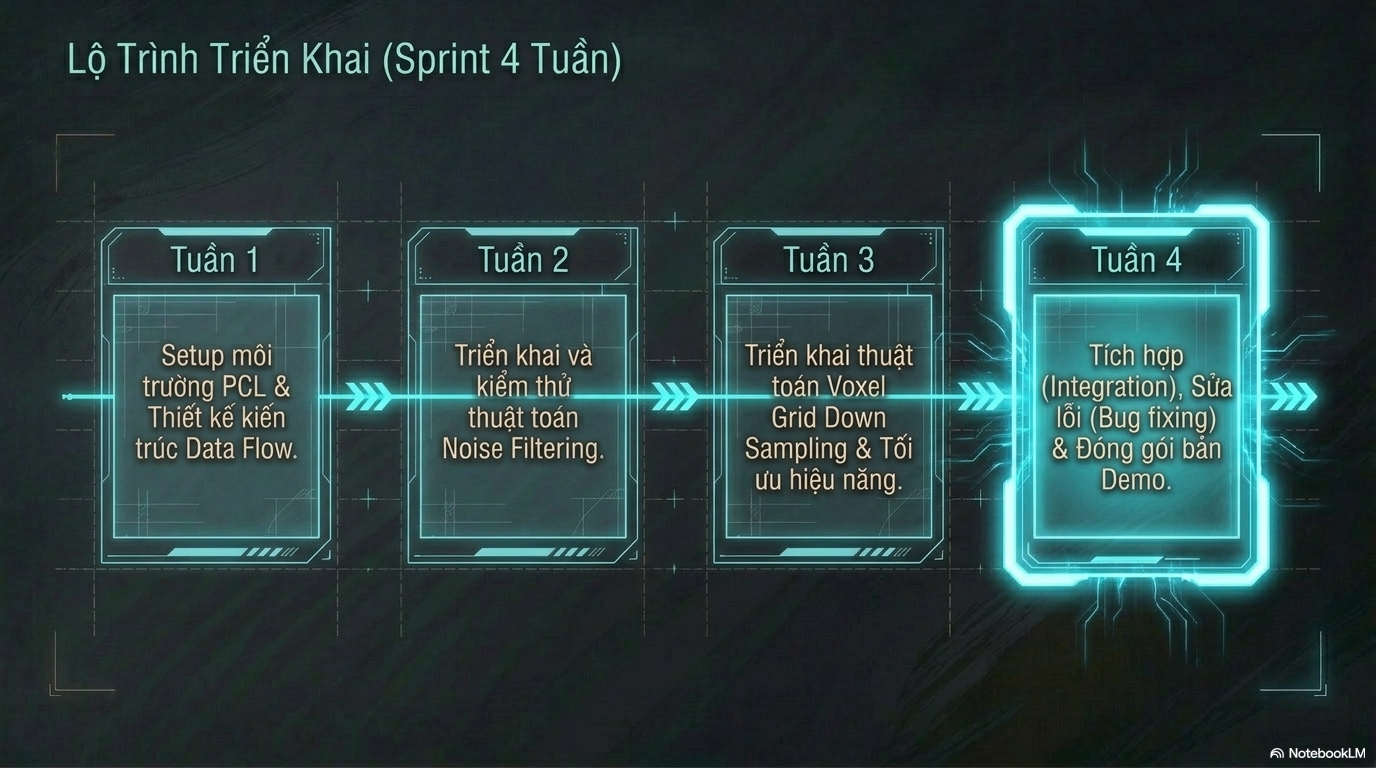 Lộ Trình Triển Khai (Sprint 4 Tuần)
Tuần 1
Setup môi
trường PCL &
Thiết kế kiến
trúc Data Flow.
Tuần 2
Triển khai và
kiểm thử
thuật toán
Noise Filtering.
Tuần 3
Triển khai thuật
toán Voxel
Grid Down
Sampling & Tối
ưu hiệu năng.
Tuần 4
Tích hợp
(Integration), Sửa
lỗi (Bug fixing)
& Đóng gói bản
Demo.
NotebookLM